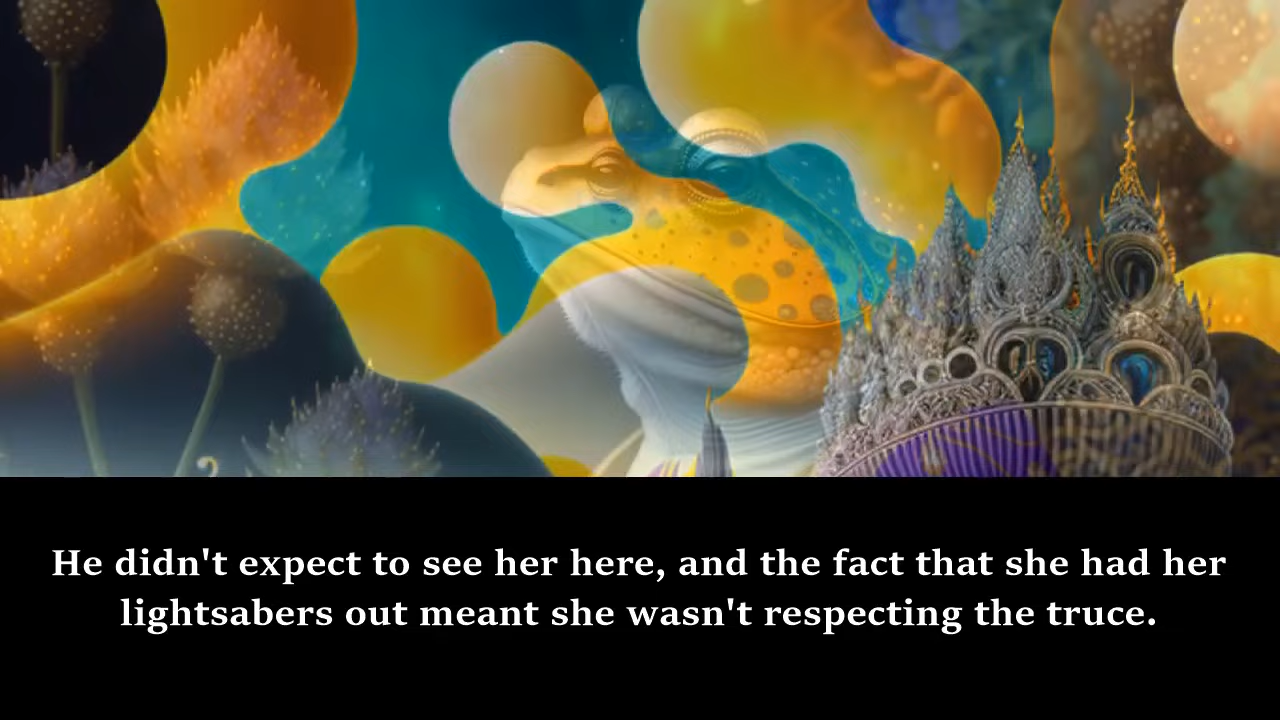 He didn't expect to see her here, and the fact that she had her
lightsabers out meant she wasn't respecting the truce.